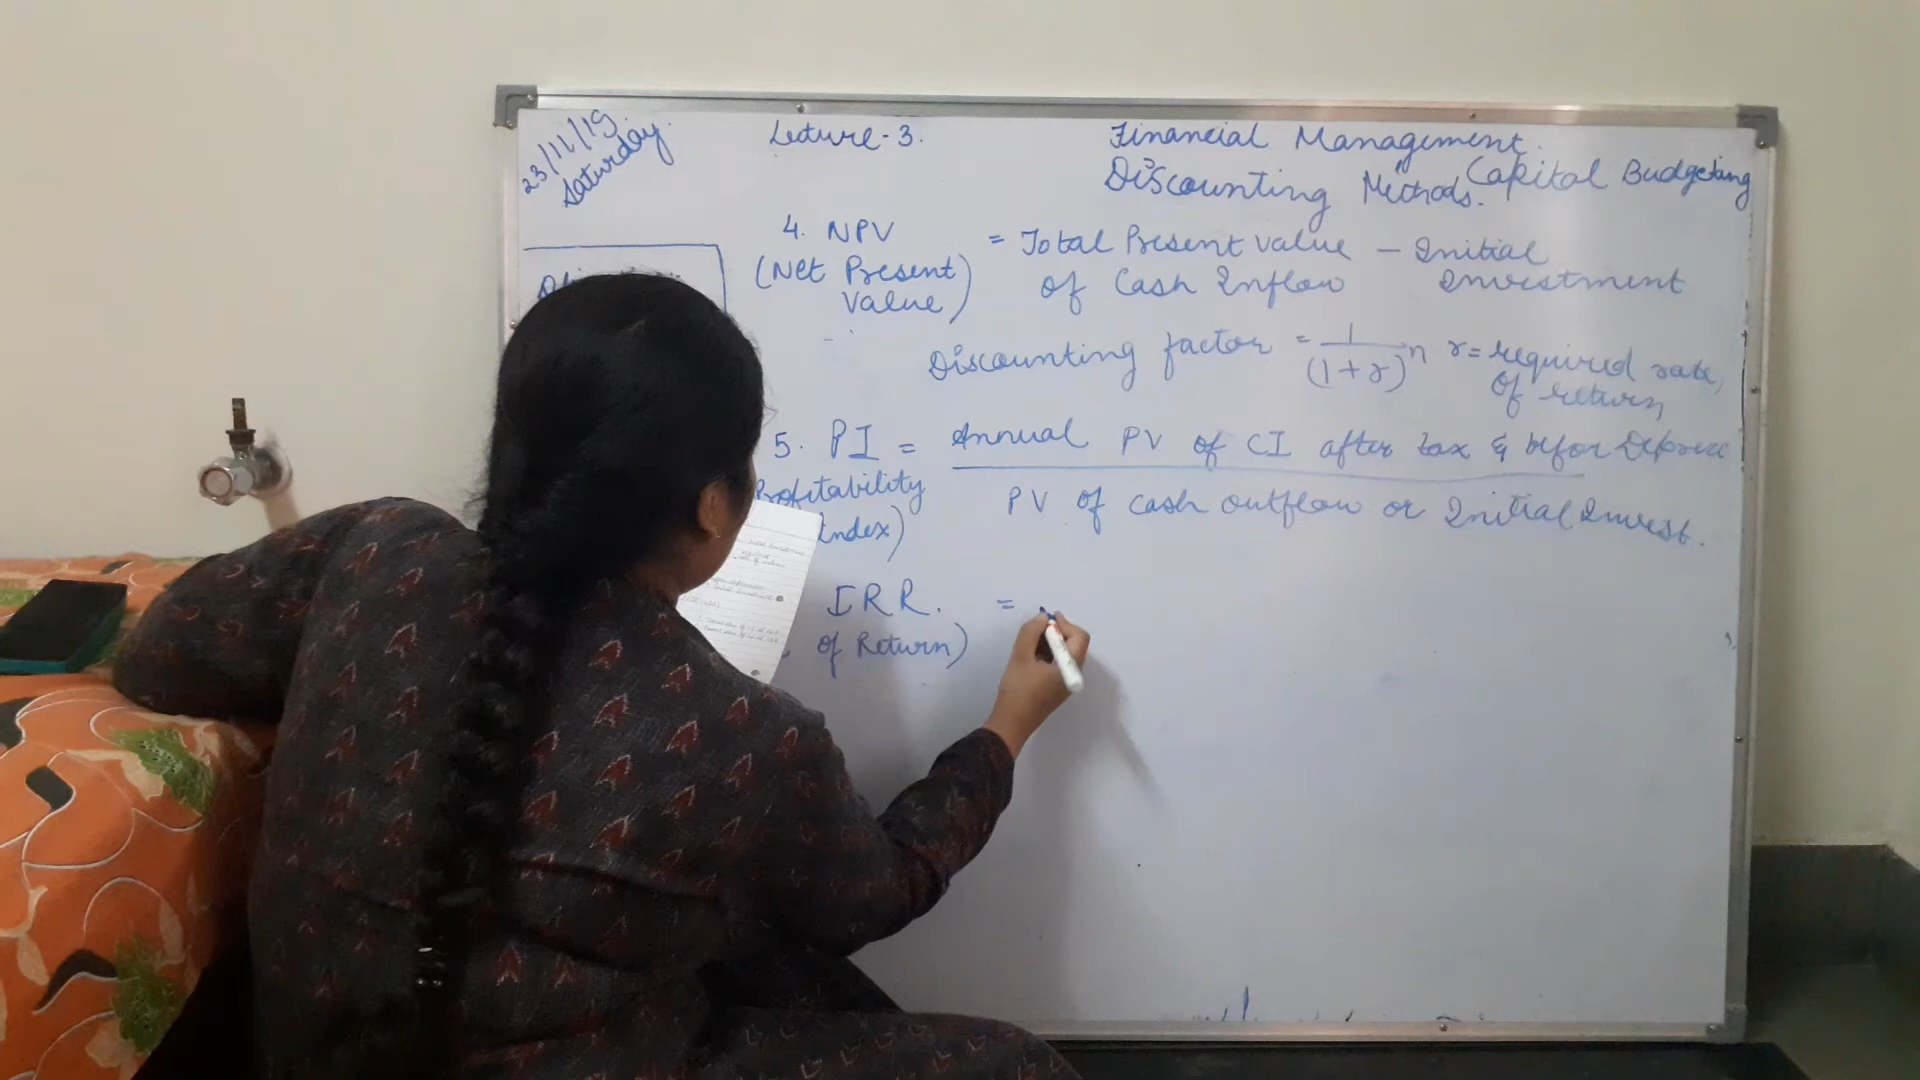 23/11/19
Saturday.
Lecture-3.
Financial Management.
Discounting Methods. Capital Budgeting
4. NPV = Total Present Value - Initial
(Net Present of Cash Inflow Investment
Value)
Discounting factor = 1 / (1+r)^n r = required rate
of return
5. PI = Annual PV of CI after tax & befor
Profitability PV of cash outflow or Initial Invest.
Index)
IRR. =
of Return)